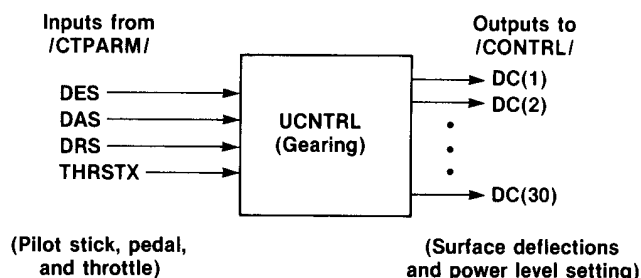 Inputs from
/CTPARM/
Outputs to
/CONTRL/
DES
DAS
DRS
THRSTX
UCNTRL
(Gearing)
DC(1)
DC(2)
DC(30)
(Pilot stick, pedal,
and throttle)
(Surface deflections
and power level setting)